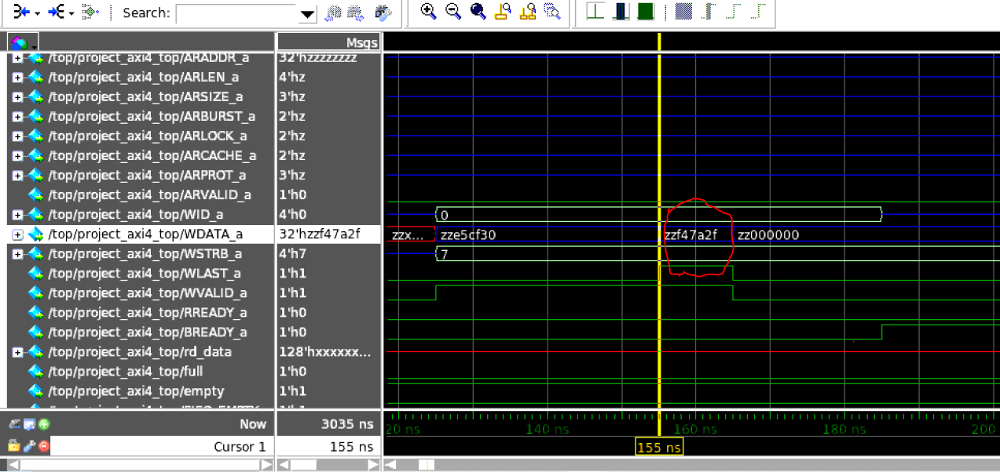 Search:
Msgs
/top/project_axi4_top/ARADDR_a 32'hzzzzzzzz
/top/project_axi4_top/ARLEN_a 4'hz
/top/project_axi4_top/ARSIZE_a 3'hz
/top/project_axi4_top/ARBURST_a 2'hz
/top/project_axi4_top/ARLOCK_a 2'hz
/top/project_axi4_top/ARCACHE_a 2'hz
/top/project_axi4_top/ARPROT_a 3'hz
/top/project_axi4_top/ARVALID_a 1'h0
/top/project_axi4_top/WID_a 4'h0 0
/top/project_axi4_top/WDATA_a 32'hzzf47a2f zzx... zze5cf30 zzf47a2f zz000000
/top/project_axi4_top/WSTRB_a 4'h7 7
/top/project_axi4_top/WLAST_a 1'h1
/top/project_axi4_top/WVALID_a 1'h1
/top/project_axi4_top/RREADY_a 1'h0
/top/project_axi4_top/BREADY_a 1'h0
/top/project_axi4_top/rd_data 128'hxxxxxx...
/top/project_axi4_top/full 1'h0
/top/project_axi4_top/empty 1'h1
Now 3035 ns 20 ns 140 ns 160 ns 180 ns 200
Cursor 1 155 ns 155 ns